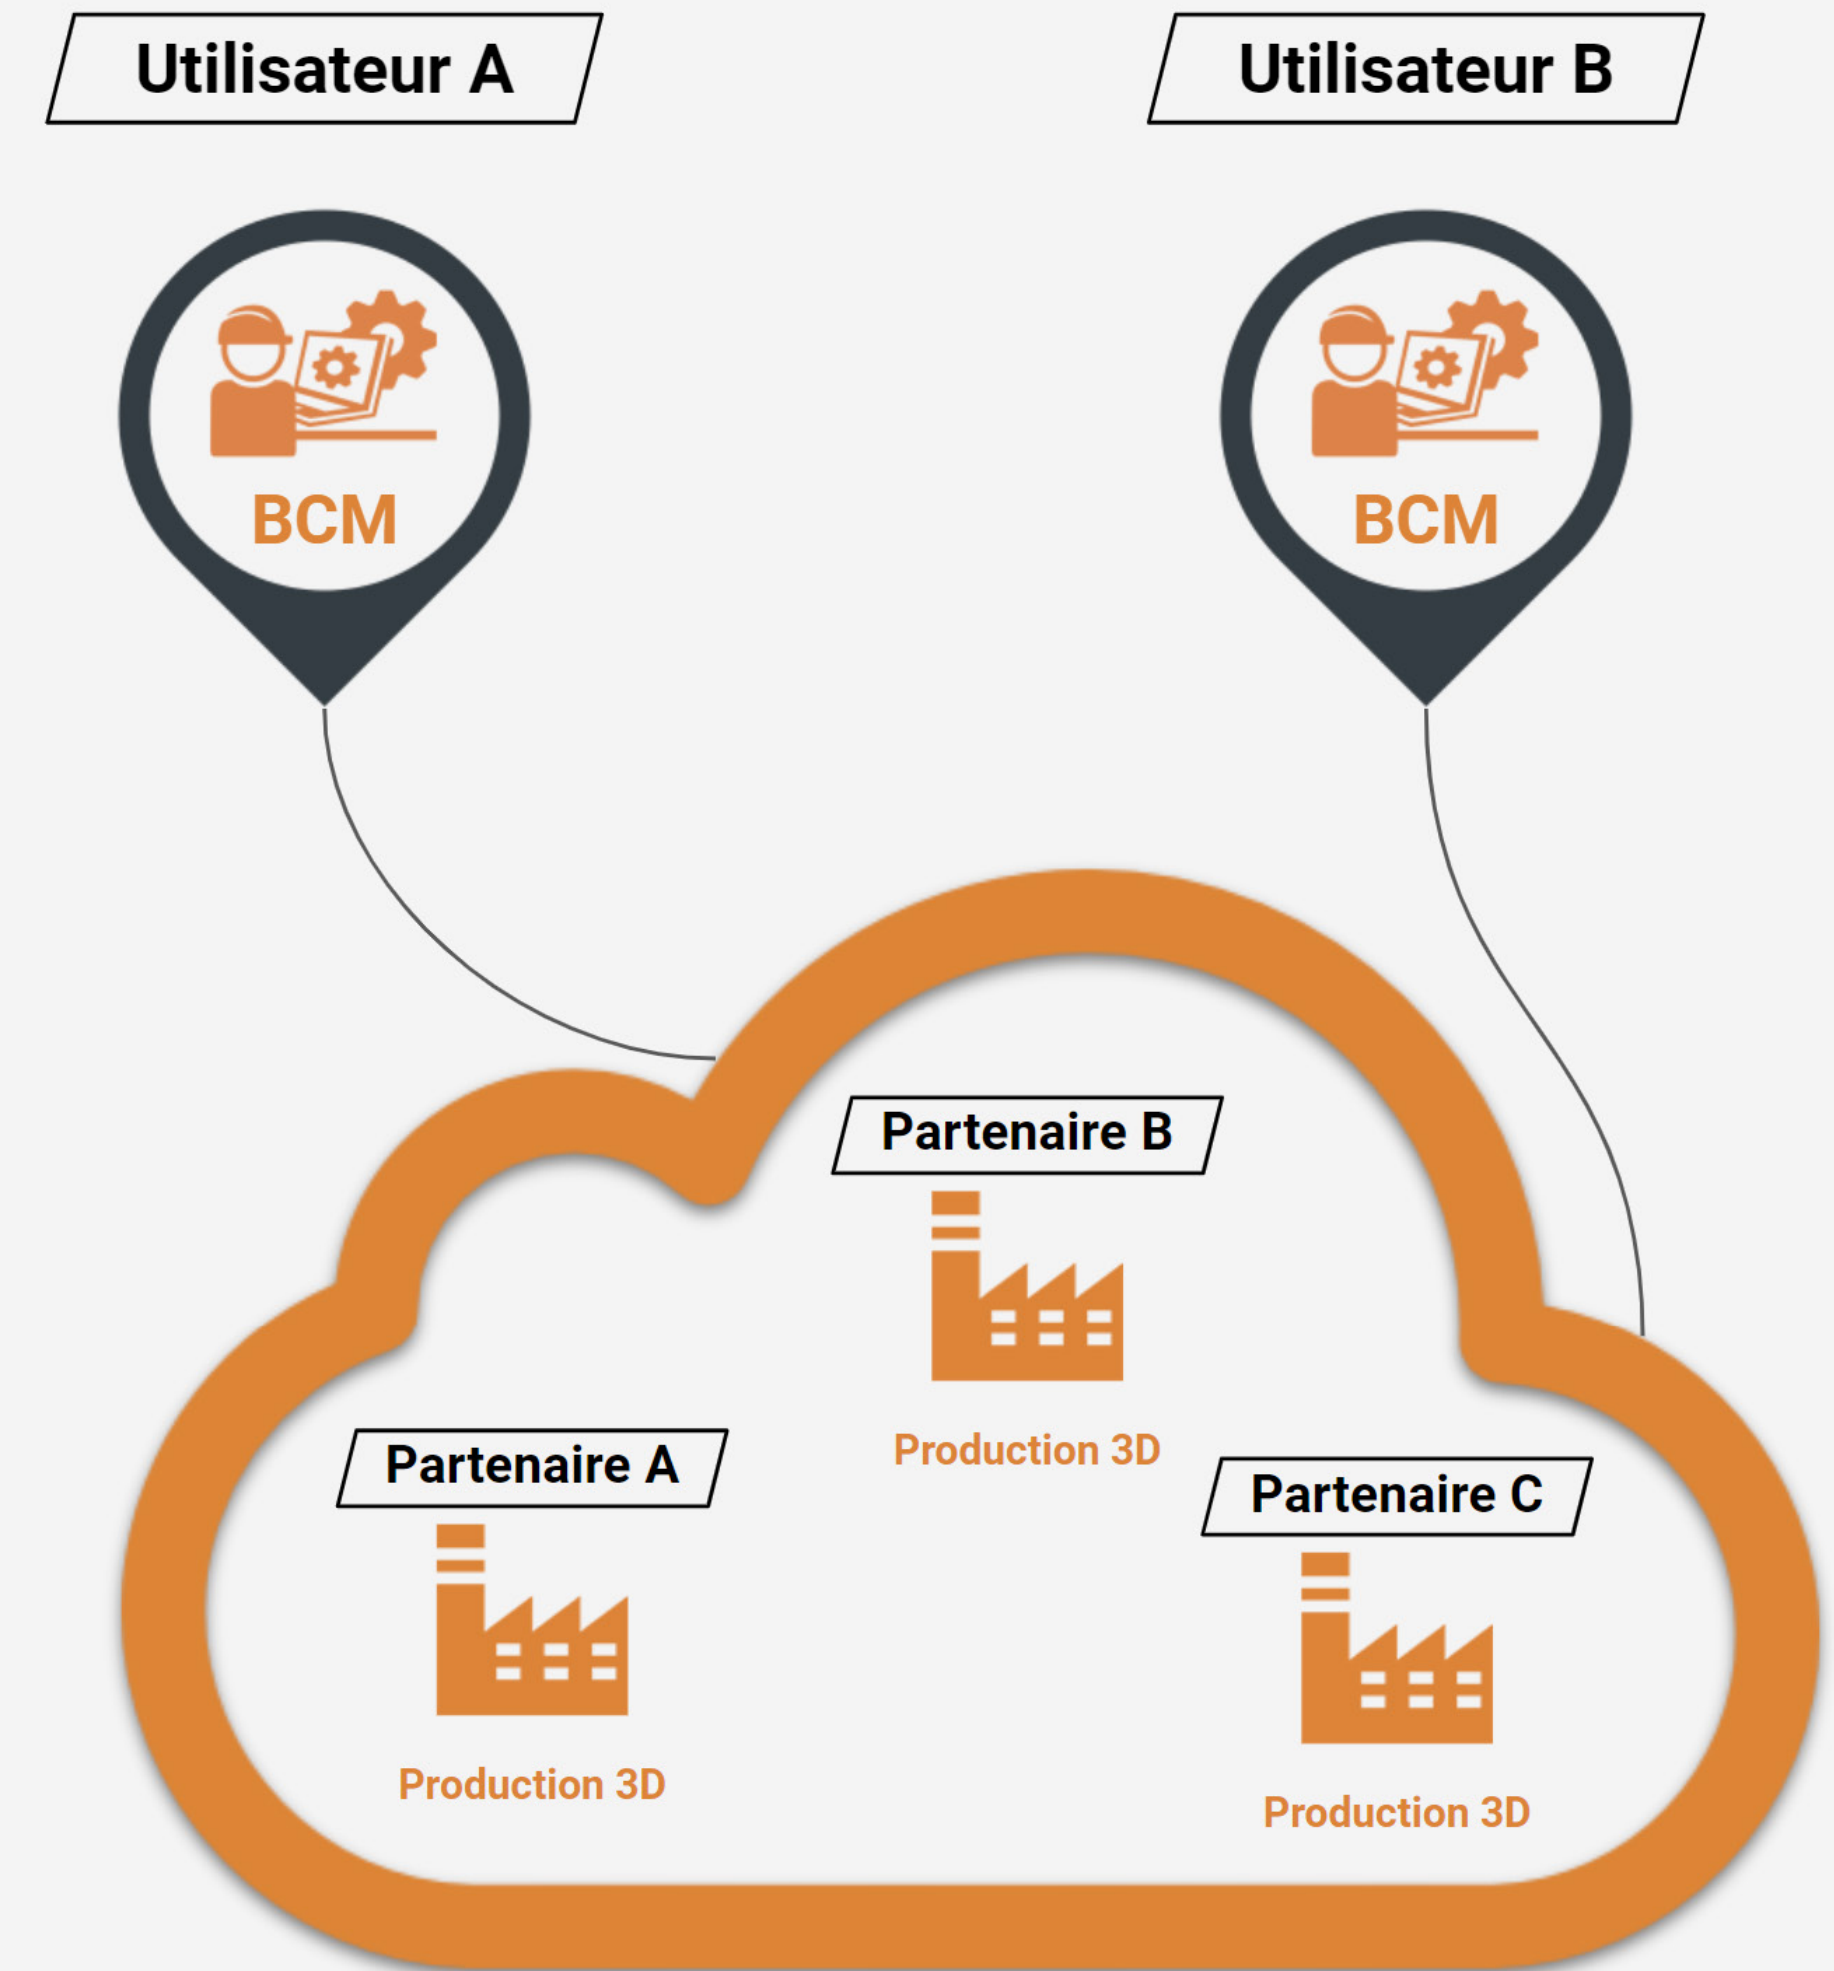 Utilisateur A
Utilisateur B
BCM
BCM
Partenaire B
Production 3D
Partenaire A
Production 3D
Partenaire C
Production 3D